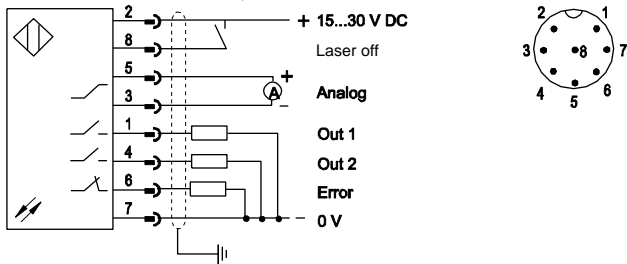 2 + 15...30 V DC
8 Laser off
5 +
A Analog
3 –
1 Out 1
4 Out 2
6 Error
7 – 0 V
2 1
3 8 7
4 5 6